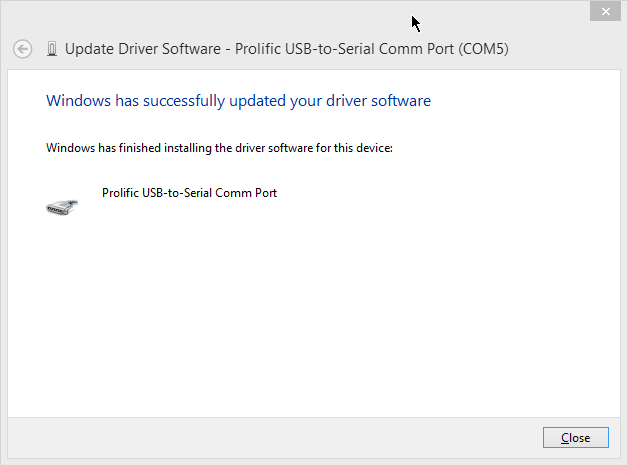 Update Driver Software - Prolific USB-to-Serial Comm Port (COM5)
Windows has successfully updated your driver software
Windows has finished installing the driver software for this device:
Prolific USB-to-Serial Comm Port
Close